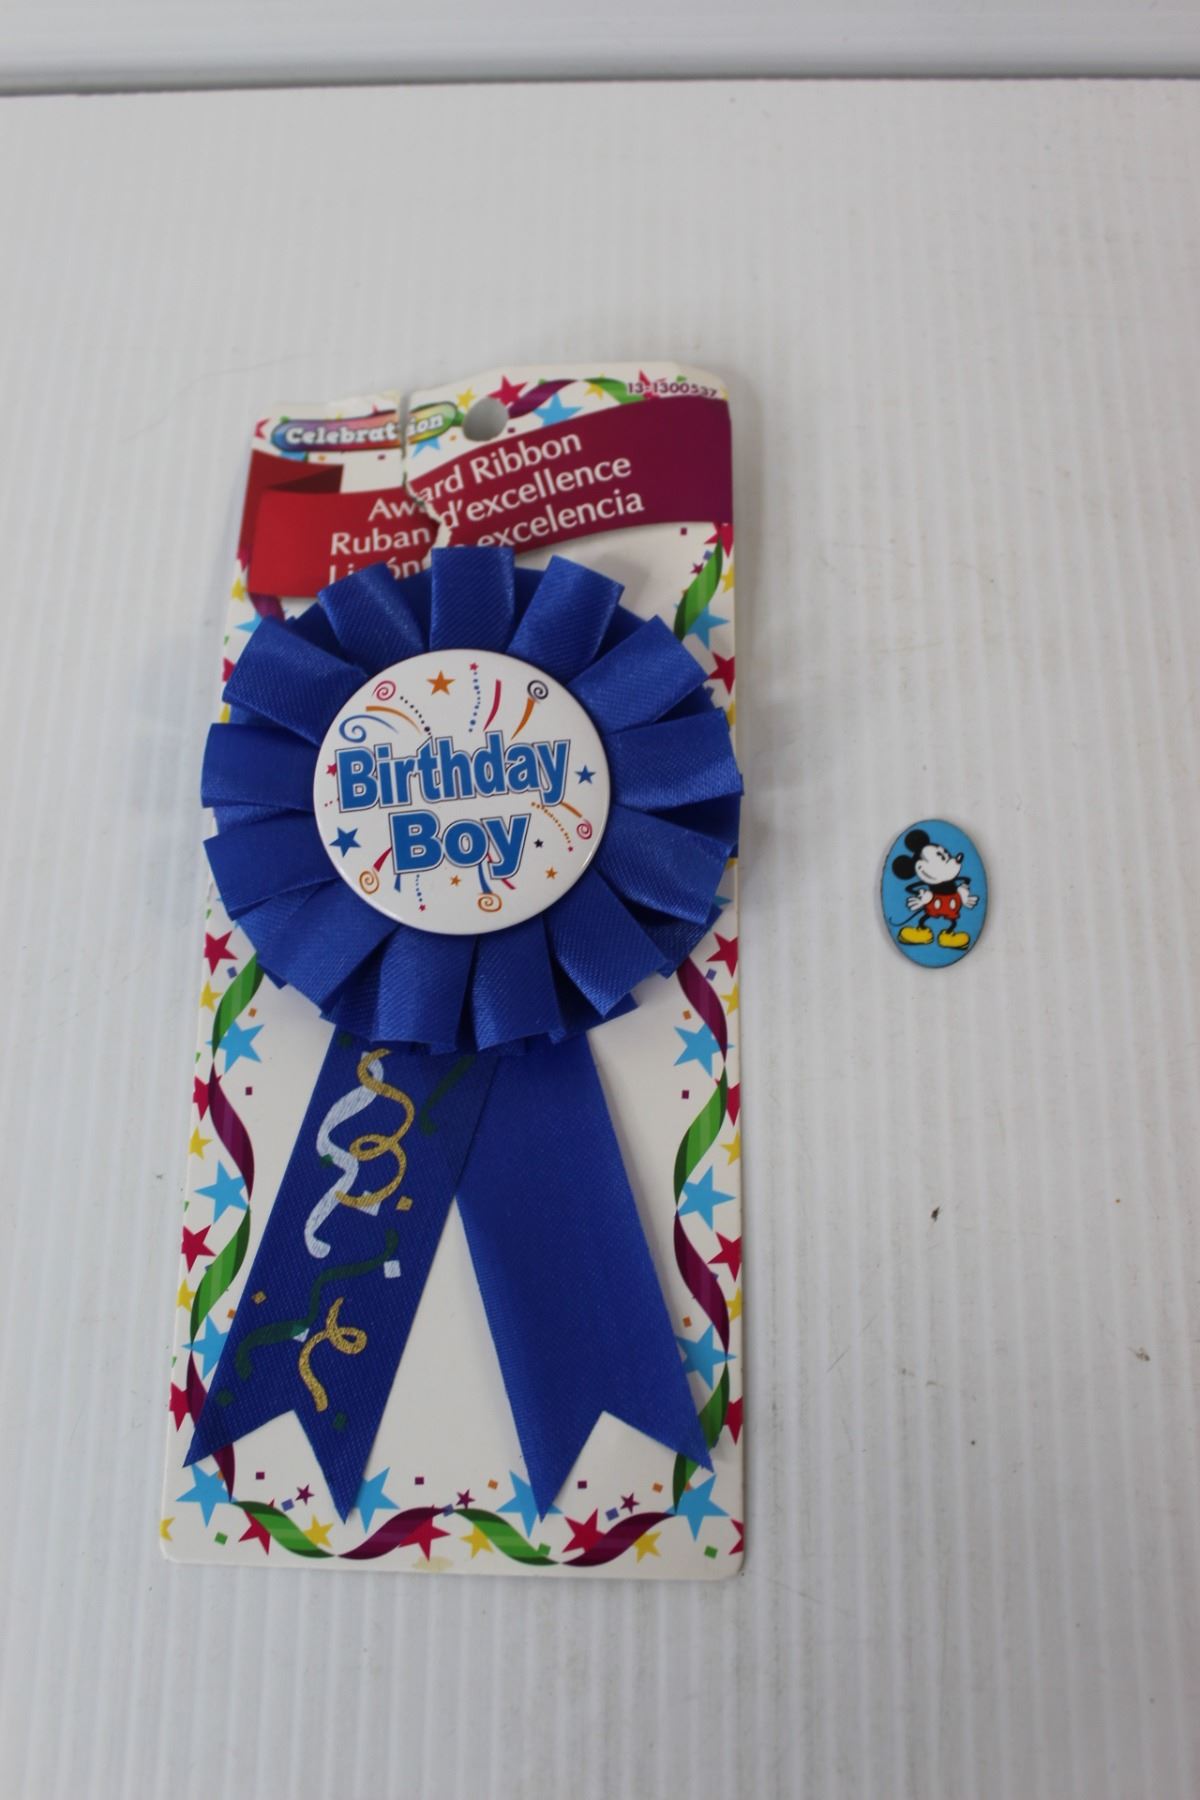 13-1300537
Celebration
Award Ribbon
Ruban d'excellence
excelencia
Birthday
Boy